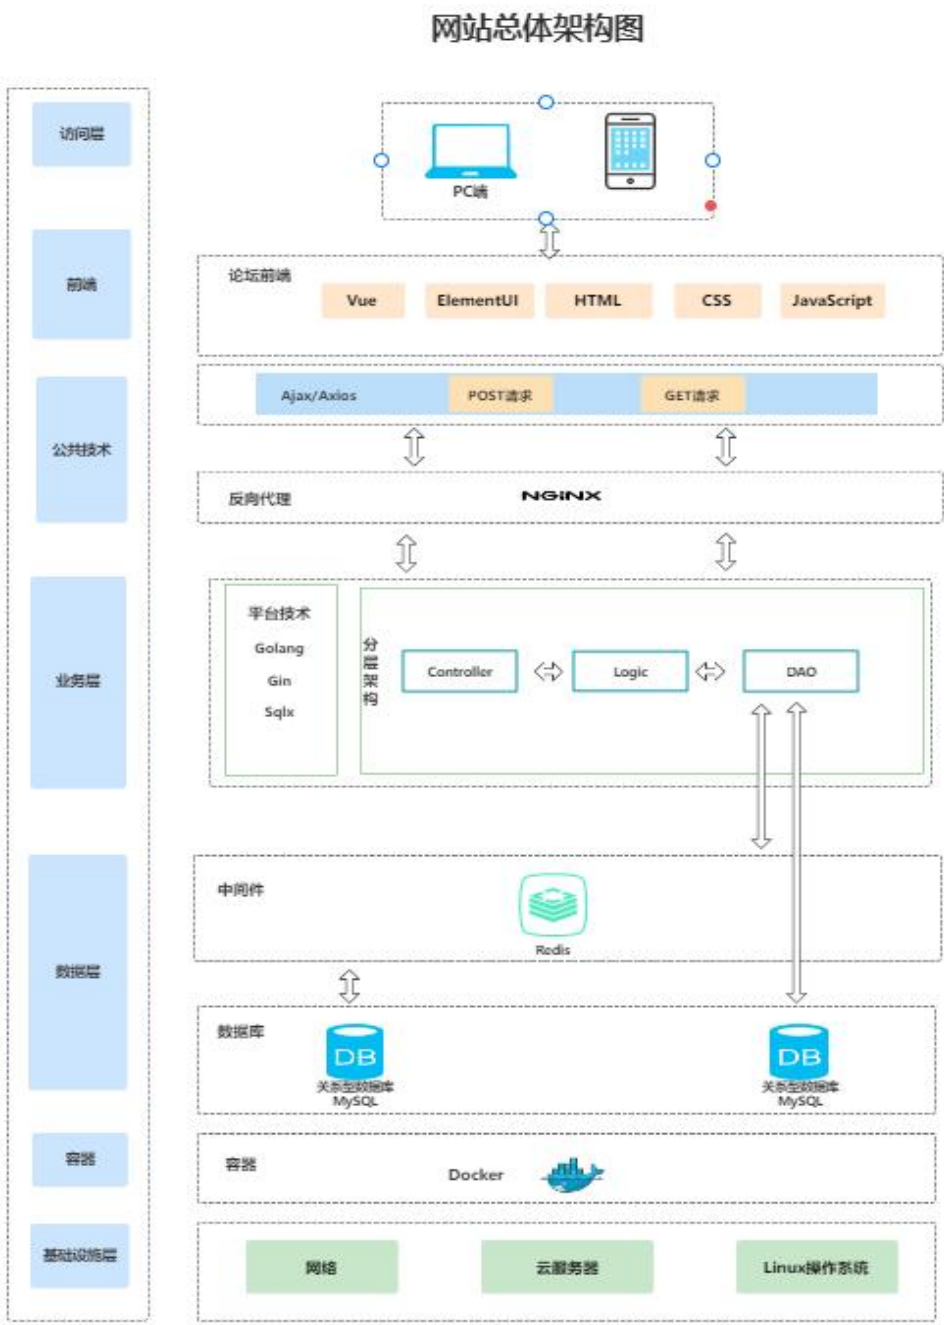 网站总体架构图
访问层
PC端
前端
论坛前端
Vue
ElementUI
HTML
CSS
JavaScript
公共技术
Ajax/Axios
POST请求
GET请求
反向代理
NGINX
业务层
平台技术
Golang
Gin
Sqlx
分
层
架
构
Controller
Logic
DAO
数据层
中间件
Redis
数据库
DB
关系型数据库
MySQL
DB
关系型数据库
MySQL
容器
容器
Docker
基础设施层
网络
云服务器
Linux操作系统